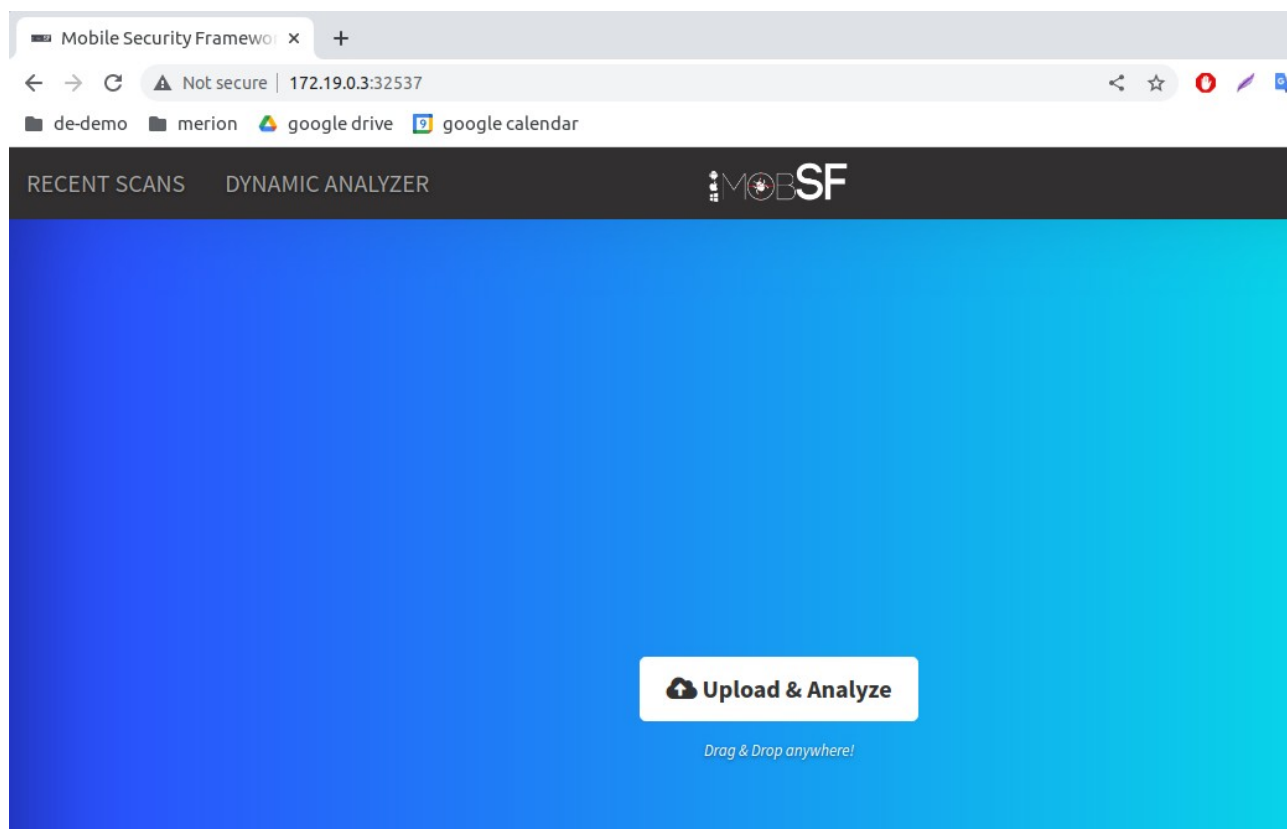 Mobile Security Framewor
Not secure | 172.19.0.3:32537
de-demo merion google drive 9 google calendar
RECENT SCANS DYNAMIC ANALYZER MOBSF
Upload & Analyze
Drag & Drop anywhere!